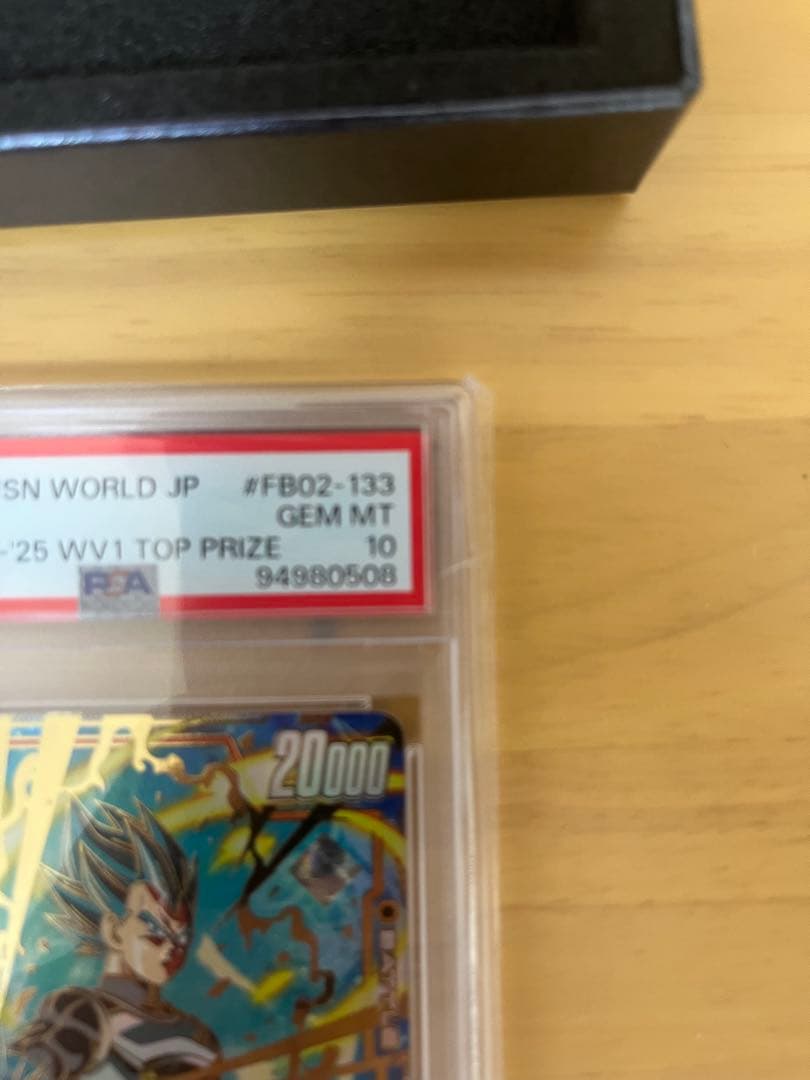 SN WORLD JP #FB02-133
GEM MT
-'25 WV1 TOP PRIZE 10
PSA 94980508
20000